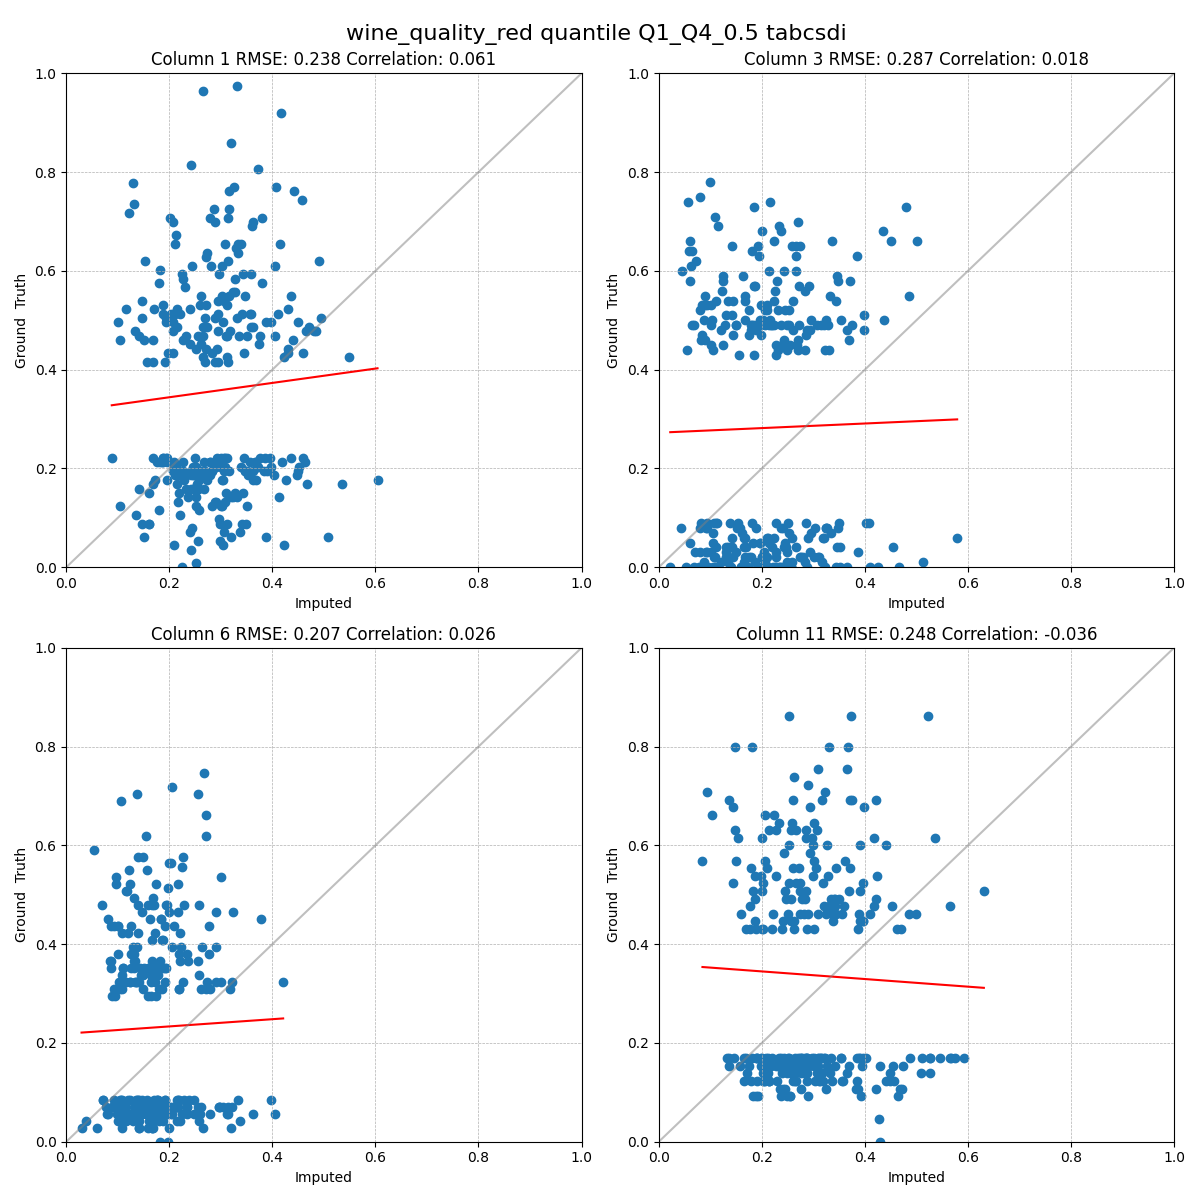 wine_quality_red quantile Q1_Q4_0.5 tabcsdi
Column 1 RMSE: 0.238 Correlation: 0.061
Column 3 RMSE: 0.287 Correlation: 0.018
1.0
0.8
0.6
0.4
0.2
0.0
Ground Truth
0.0 0.2 0.4 0.6 0.8 1.0
Imputed
1.0
0.8
0.6
0.4
0.2
0.0
Ground Truth
0.0 0.2 0.4 0.6 0.8 1.0
Imputed
Column 6 RMSE: 0.207 Correlation: 0.026
Column 11 RMSE: 0.248 Correlation: -0.036
1.0
0.8
0.6
0.4
0.2
0.0
Ground Truth
0.0 0.2 0.4 0.6 0.8 1.0
Imputed
1.0
0.8
0.6
0.4
0.2
0.0
Ground Truth
0.0 0.2 0.4 0.6 0.8 1.0
Imputed